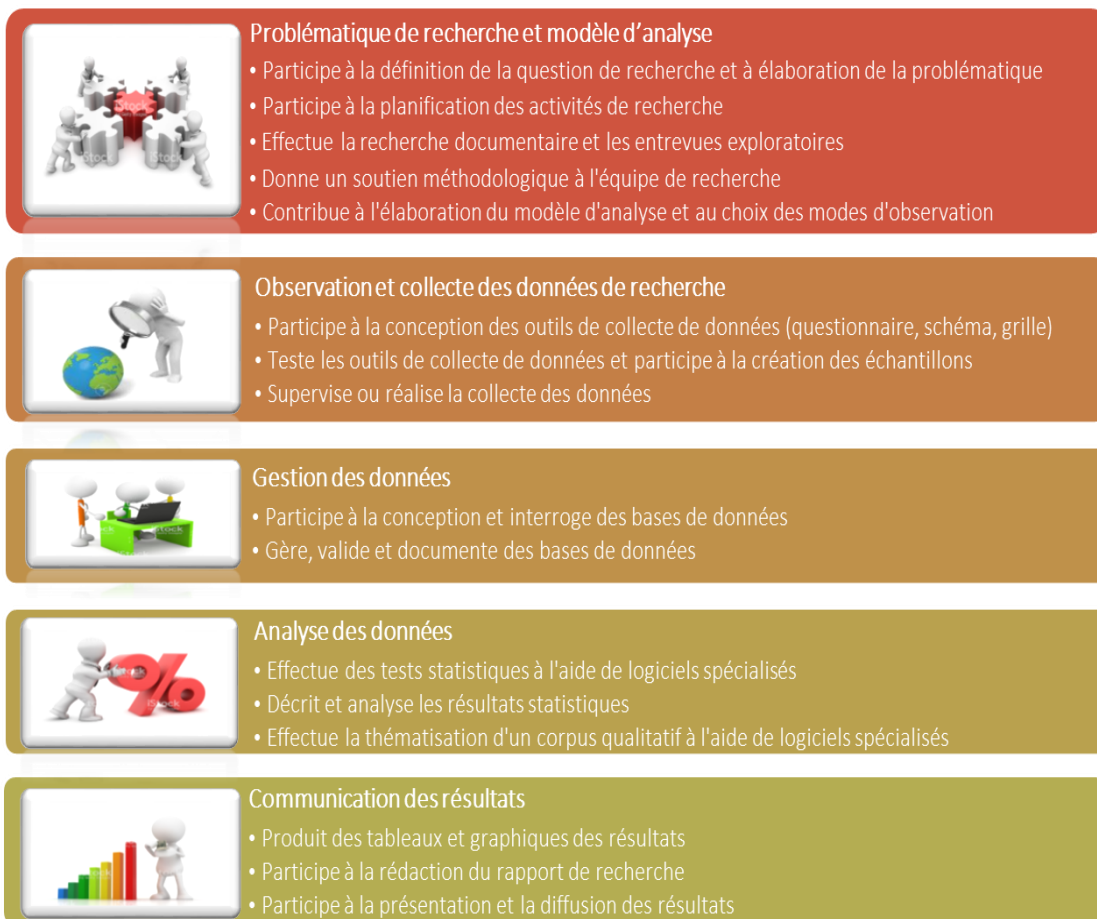 Problématique de recherche et modèle d’analyse
• Participe à la définition de la question de recherche et à élaboration de la problématique
• Participe à la planification des activités de recherche
• Effectue la recherche documentaire et les entrevues exploratoires
• Donne un soutien méthodologique à l'équipe de recherche
• Contribue à l'élaboration du modèle d'analyse et au choix des modes d'observation
Observation et collecte des données de recherche
• Participe à la conception des outils de collecte de données (questionnaire, schéma, grille)
• Teste les outils de collecte de données et participe à la création des échantillons
• Supervise ou réalise la collecte des données
Gestion des données
• Participe à la conception et interroge des bases de données
• Gère, valide et documente des bases de données
Analyse des données
• Effectue des tests statistiques à l'aide de logiciels spécialisés
• Décrit et analyse les résultats statistiques
• Effectue la thématisation d'un corpus qualitatif à l'aide de logiciels spécialisés
Communication des résultats
• Produit des tableaux et graphiques des résultats
• Participe à la rédaction du rapport de recherche
• Participe à la présentation et la diffusion des résultats